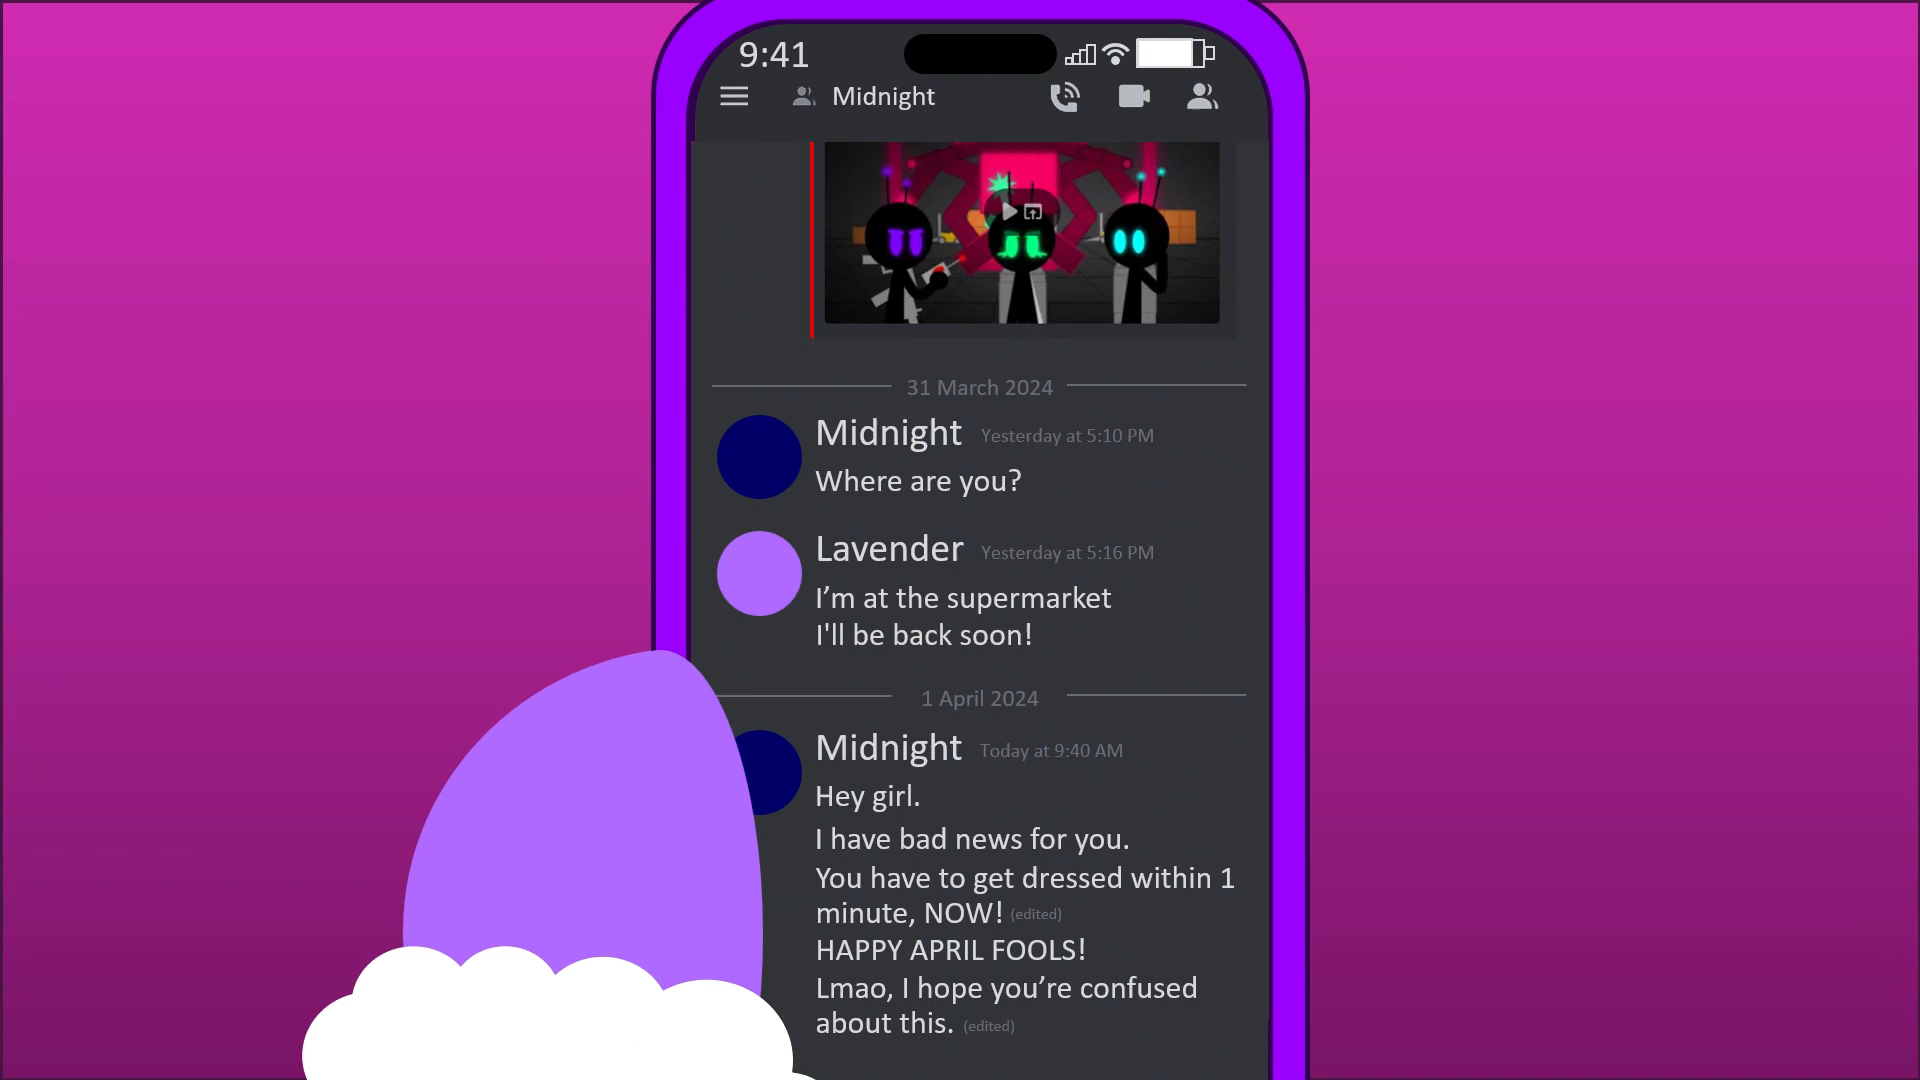 9:41
Midnight
31 March 2024
Midnight Yesterday at 5:10 PM
Where are you?
Lavender Yesterday at 5:16 PM
I’m at the supermarket
I'll be back soon!
1 April 2024
Midnight Today at 9:40 AM
Hey girl.
I have bad news for you.
You have to get dressed within 1
minute, NOW! (edited)
HAPPY APRIL FOOLS!
Lmao, I hope you’re confused
about this. (edited)